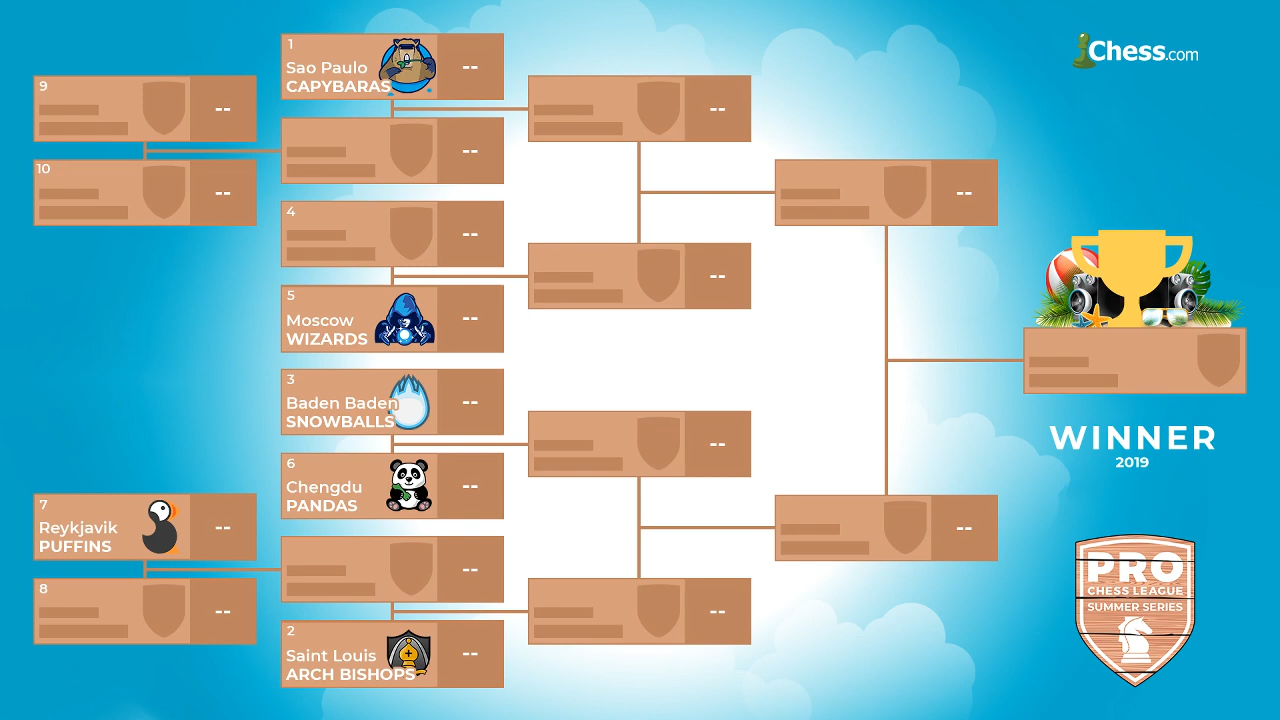 Chess.com
1
Sao Paulo
CAPYBARAS
--
9
--
--
--
10
--
4
--
--
--
5
Moscow
WIZARDS
--
WINNER
2019
3
Baden Baden
SNOWBALLS
--
--
6
Chengdu
PANDAS
--
7
Reykjavik
PUFFINS
--
--
--
8
--
--
2
Saint Louis
ARCH BISHOPS
--
PRO
CHESS LEAGUE
SUMMER SERIES